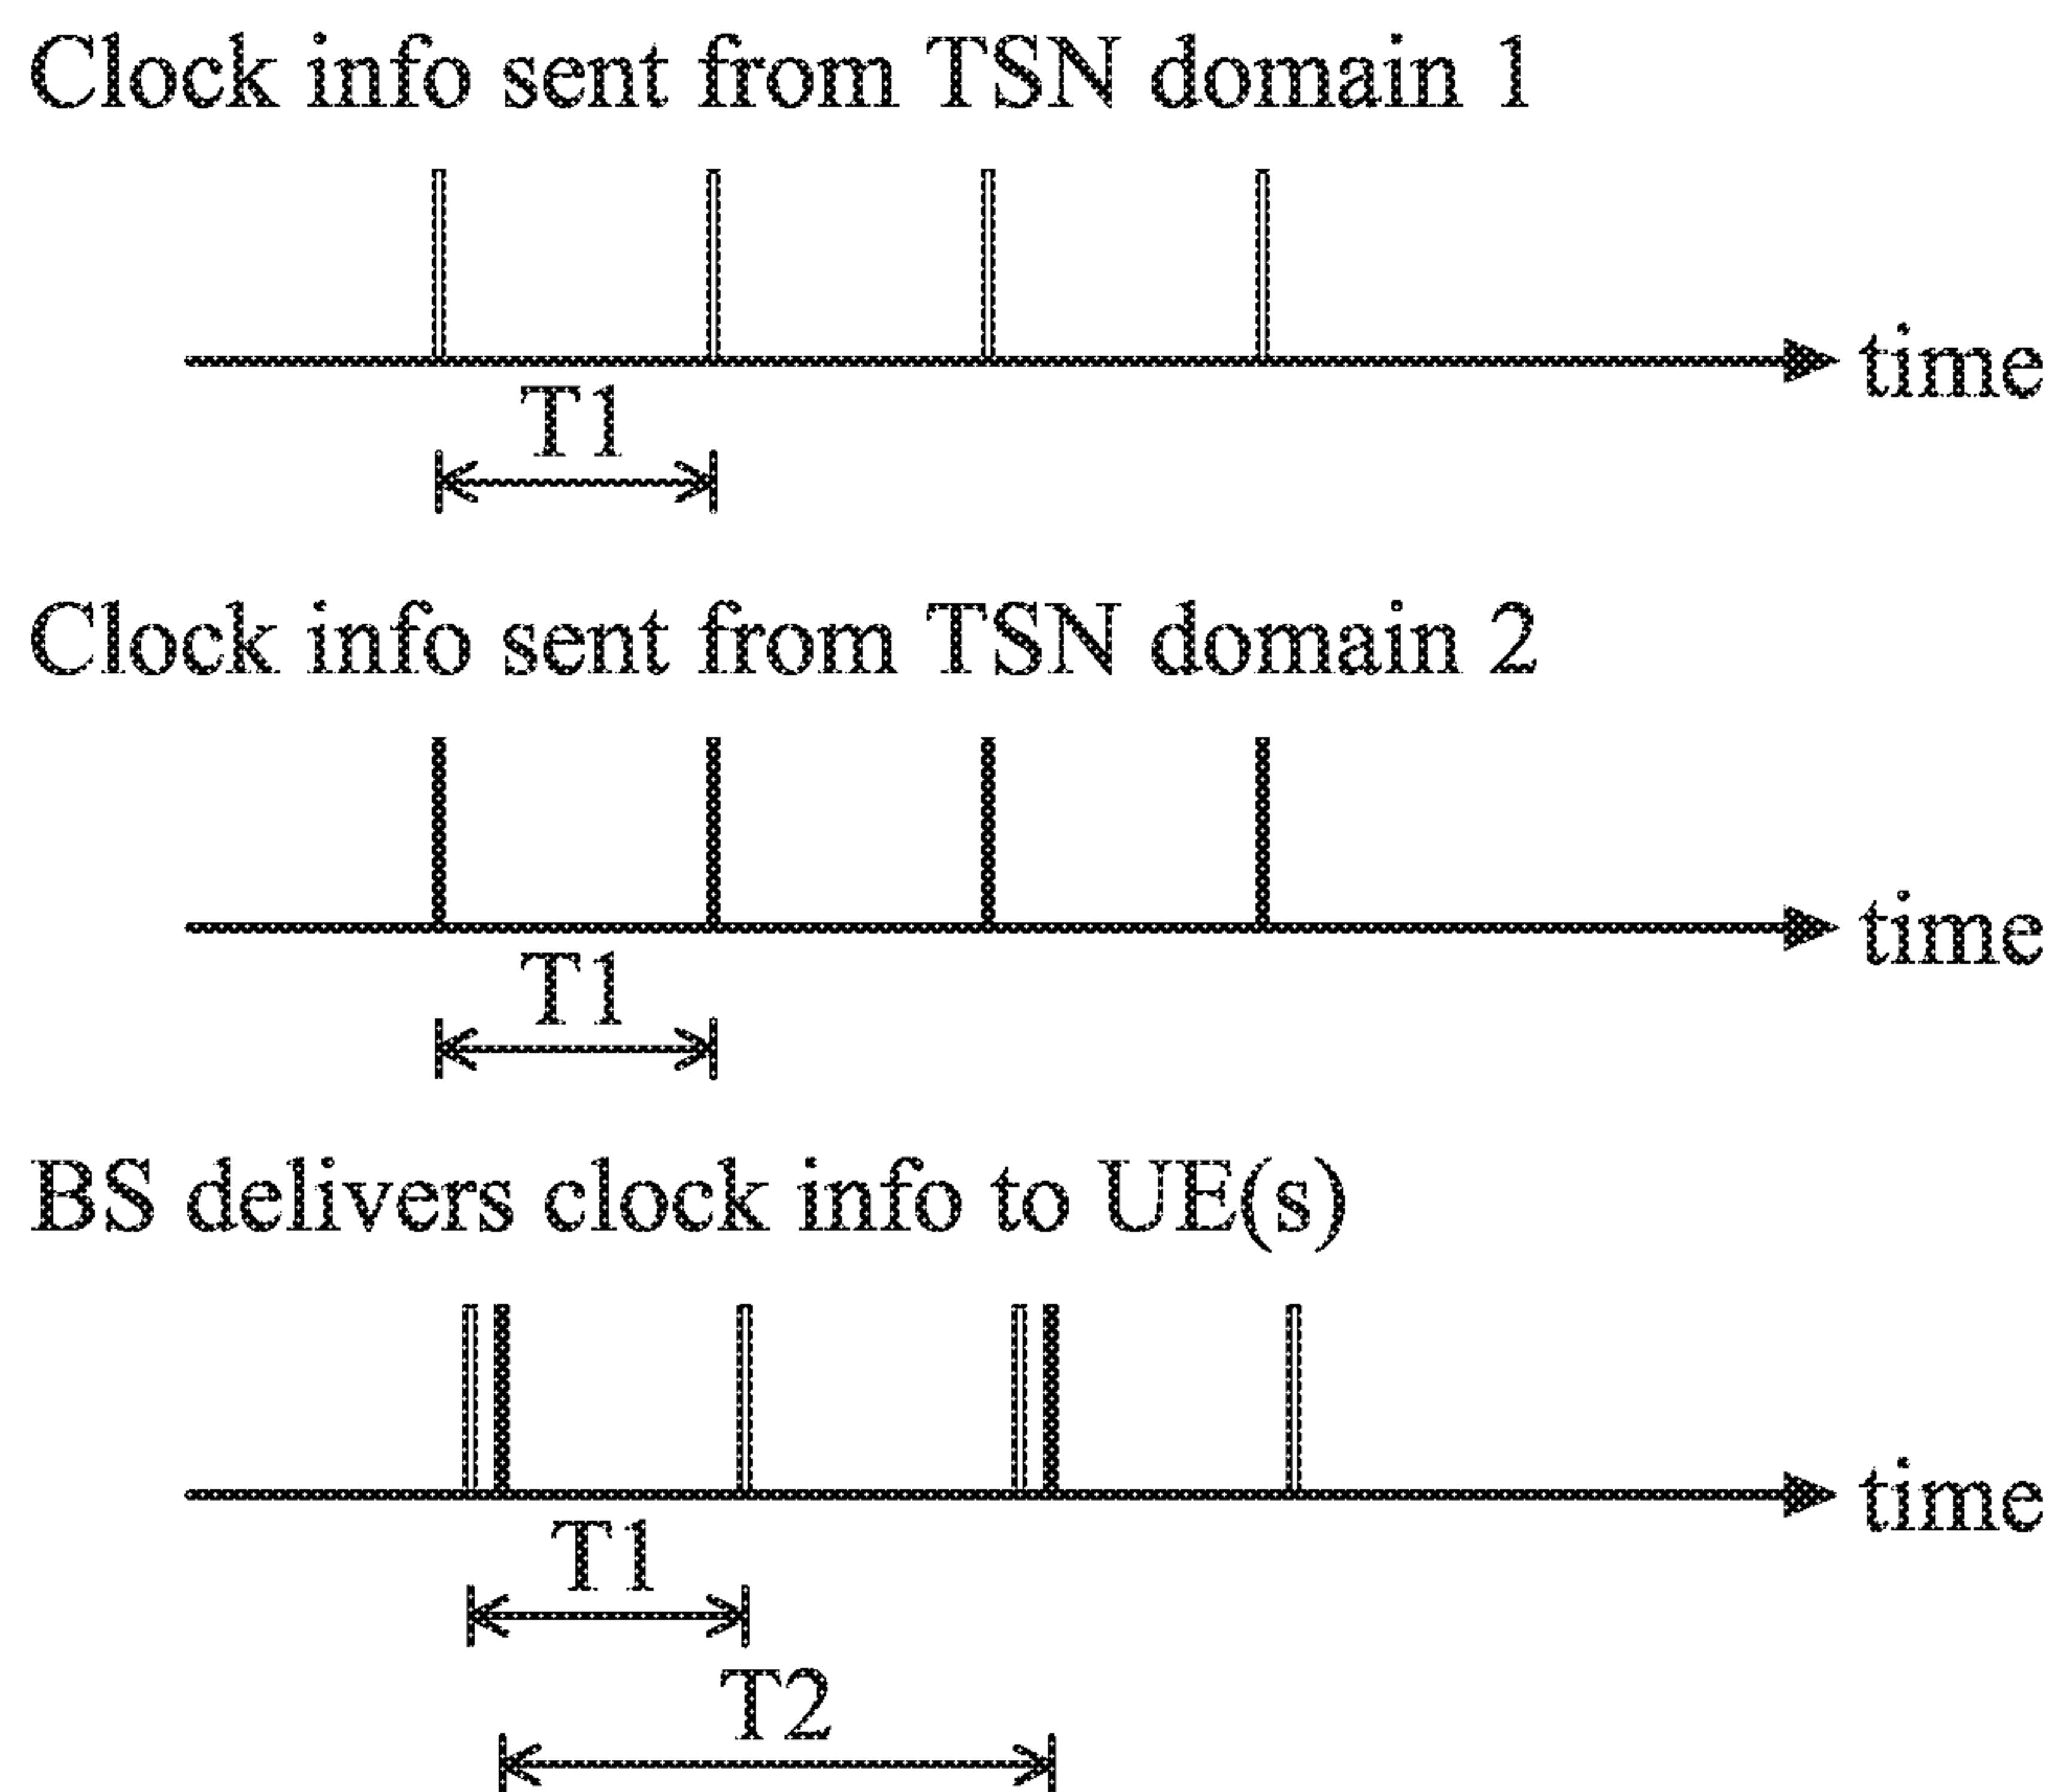 Clock info sent from TSN domain 1
time
T1
Clock info sent from TSN domain 2
time
T1
BS delivers clock info to UE(s)
time
T1
T2